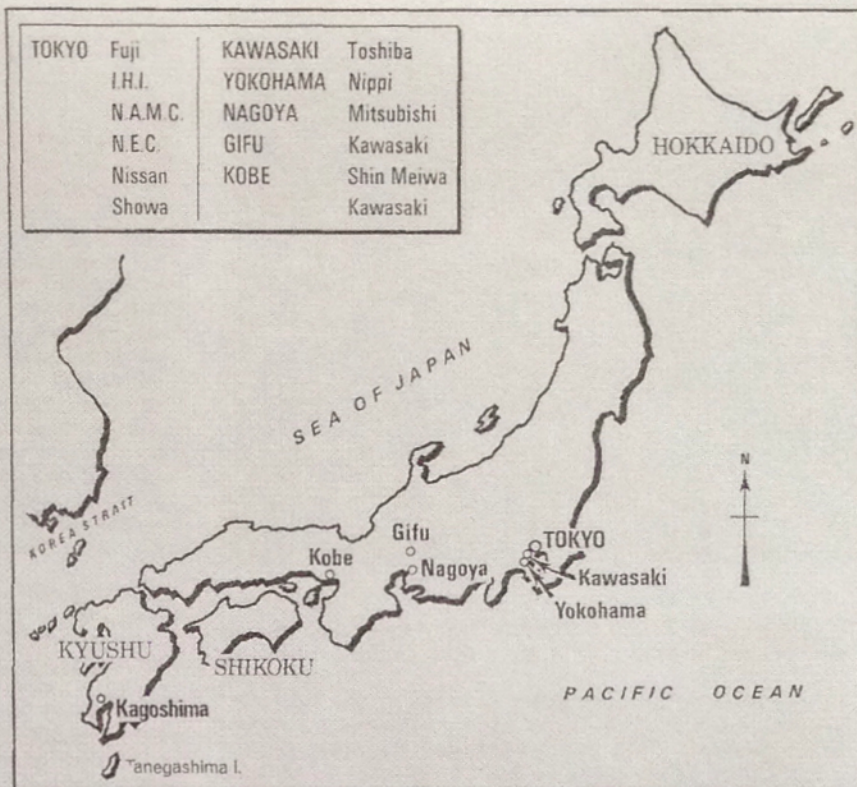 TOKYO Fuji KAWASAKI Toshiba
I.H.I. YOKOHAMA Nippi
N.A.M.C. NAGOYA Mitsubishi
N.E.C. GIFU Kawasaki
Nissan KOBE Shin Meiwa
Showa Kawasaki
HOKKAIDO
SEA OF JAPAN
N
KOREA STRAIT
Gifu
TOKYO
Kobe
Nagoya
Kawasaki
Yokohama
KYUSHU
SHIKOKU
PACIFIC OCEAN
Kagoshima
Tanegashima I.